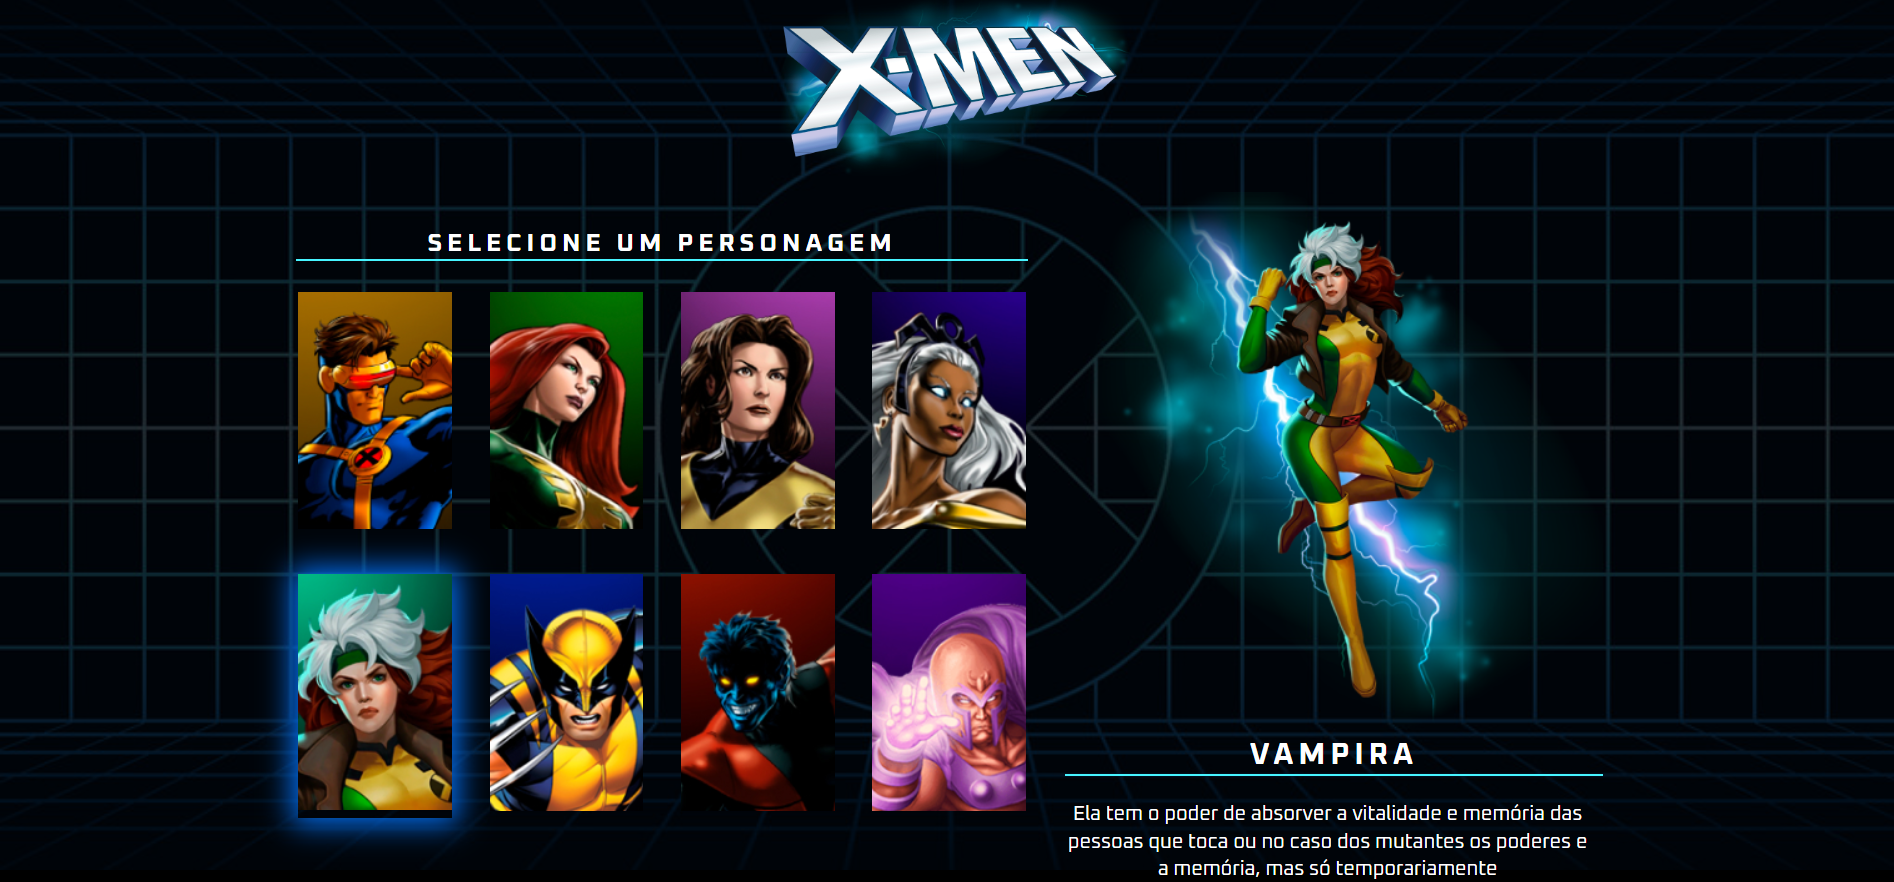 X-MEN
SELECIONE UM PERSONAGEM
VAMPIRA
Ela tem o poder de absorver a vitalidade e memória das
pessoas que toca ou no caso dos mutantes os poderes e
a memória, mas só temporariamente